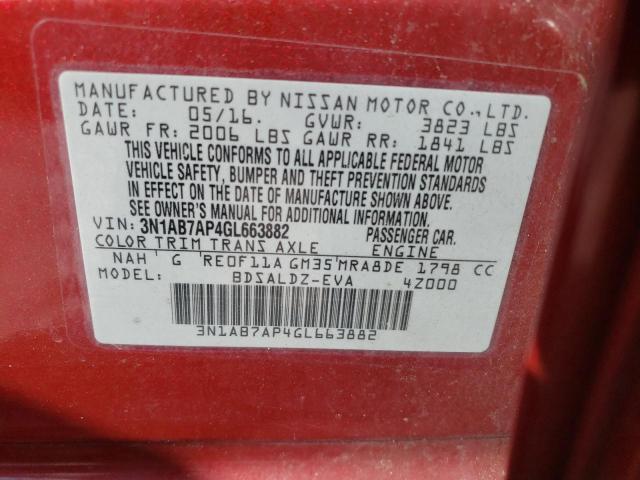 MANUFACTURED BY NISSAN MOTOR CO., LTD.
DATE: 05/16. GVWR: 3823 LBS
GAWR FR: 2006 LBS GAWR RR: 1841 LBS
THIS VEHICLE CONFORMS TO ALL APPLICABLE FEDERAL MOTOR
VEHICLE SAFETY, BUMPER AND THEFT PREVENTION STANDARDS
IN EFFECT ON THE DATE OF MANUFACTURE SHOWN ABOVE.
SEE OWNER'S MANUAL FOR ADDITIONAL INFORMATION.
VIN: 3N1AB7AP4GL663882 PASSENGER CAR.
COLOR TRIM TRANS AXLE ENGINE
NAH G RE0F11A GM35 MRA8DE 1798 CC
MODEL: BDSALDZ-EVA 4Z000
3N1AB7AP4GL663882